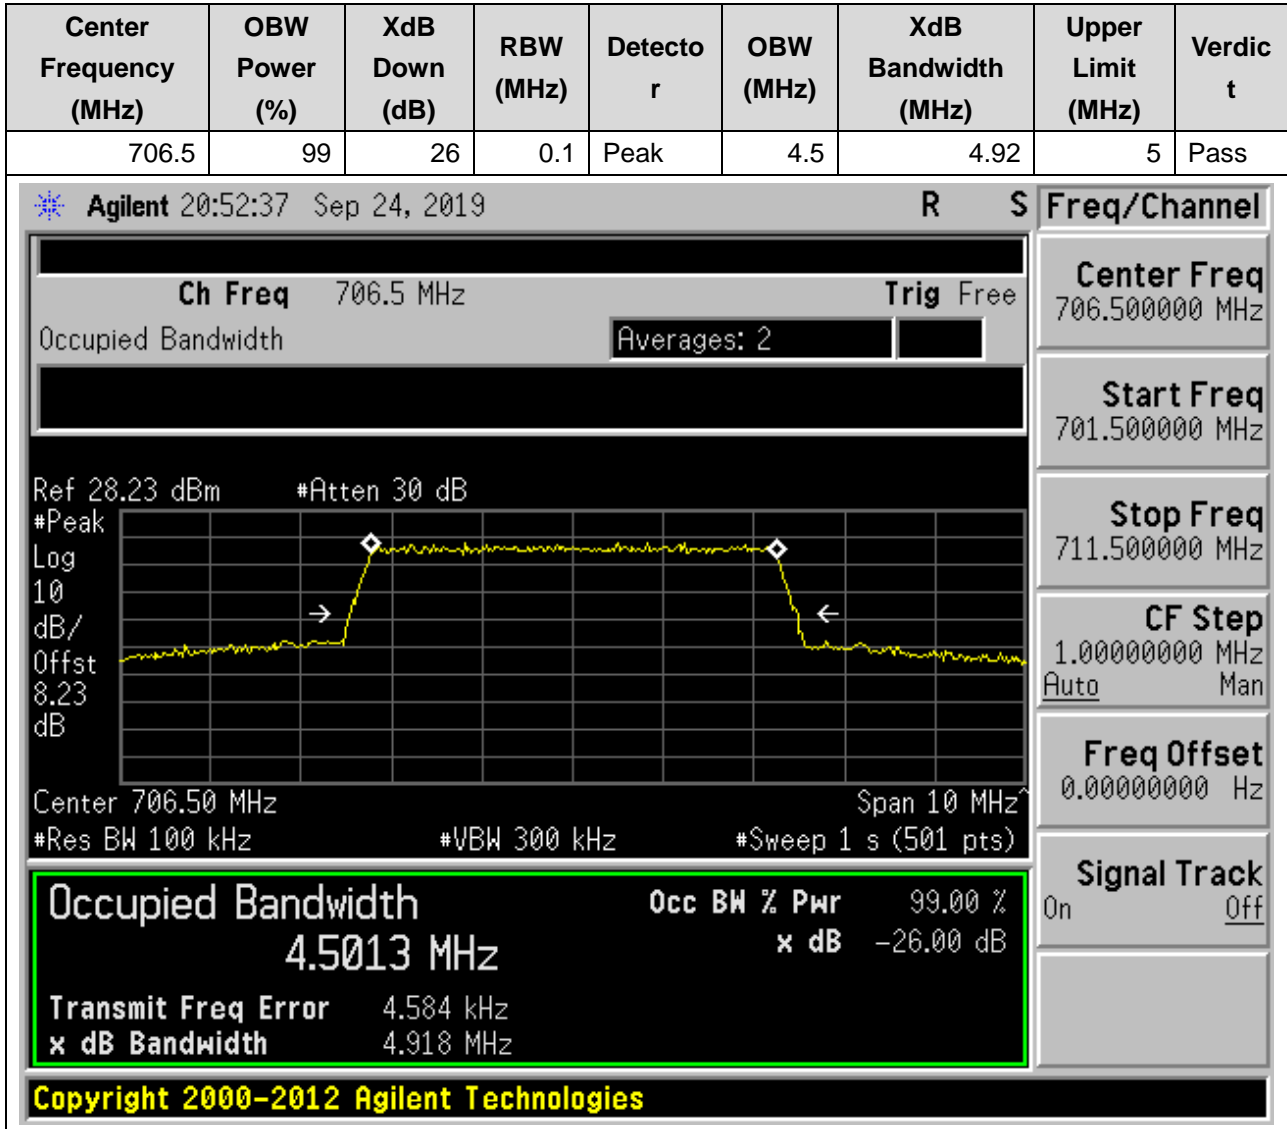 Center Frequency (MHz) OBW Power (%) XdB Down (dB) RBW (MHz) Detecto r OBW (MHz) XdB Bandwidth (MHz) Upper Limit (MHz) Verdic t
706.5 99 26 0.1 Peak 4.5 4.92 5 Pass
Agilent 20:52:37 Sep 24, 2019 R S Freq/Channel
Ch Freq 706.5 MHz Trig Free
Occupied Bandwidth Averages: 2
Center Freq
706.500000 MHz
Start Freq
701.500000 MHz
Stop Freq
711.500000 MHz
CF Step
1.00000000 MHz
Auto Man
Freq Offset
0.00000000 Hz
Signal Track
On Off
Ref 28.23 dBm #Atten 30 dB
#Peak
Log
10
dB/
Offst
8.23
dB
Center 706.50 MHz Span 10 MHz^
#Res BW 100 kHz #VBW 300 kHz #Sweep 1 s (501 pts)
Occupied Bandwidth Occ BW % Pwr 99.00 %
4.5013 MHz x dB -26.00 dB
Transmit Freq Error 4.584 kHz
x dB Bandwidth 4.918 MHz
Copyright 2000-2012 Agilent Technologies